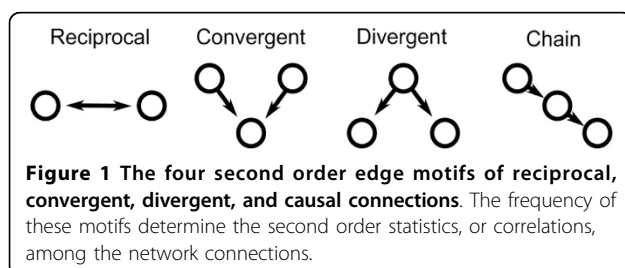 Reciprocal Convergent Divergent Chain
Figure 1 The four second order edge motifs of reciprocal,
convergent, divergent, and causal connections. The frequency of
these motifs determine the second order statistics, or correlations,
among the network connections.